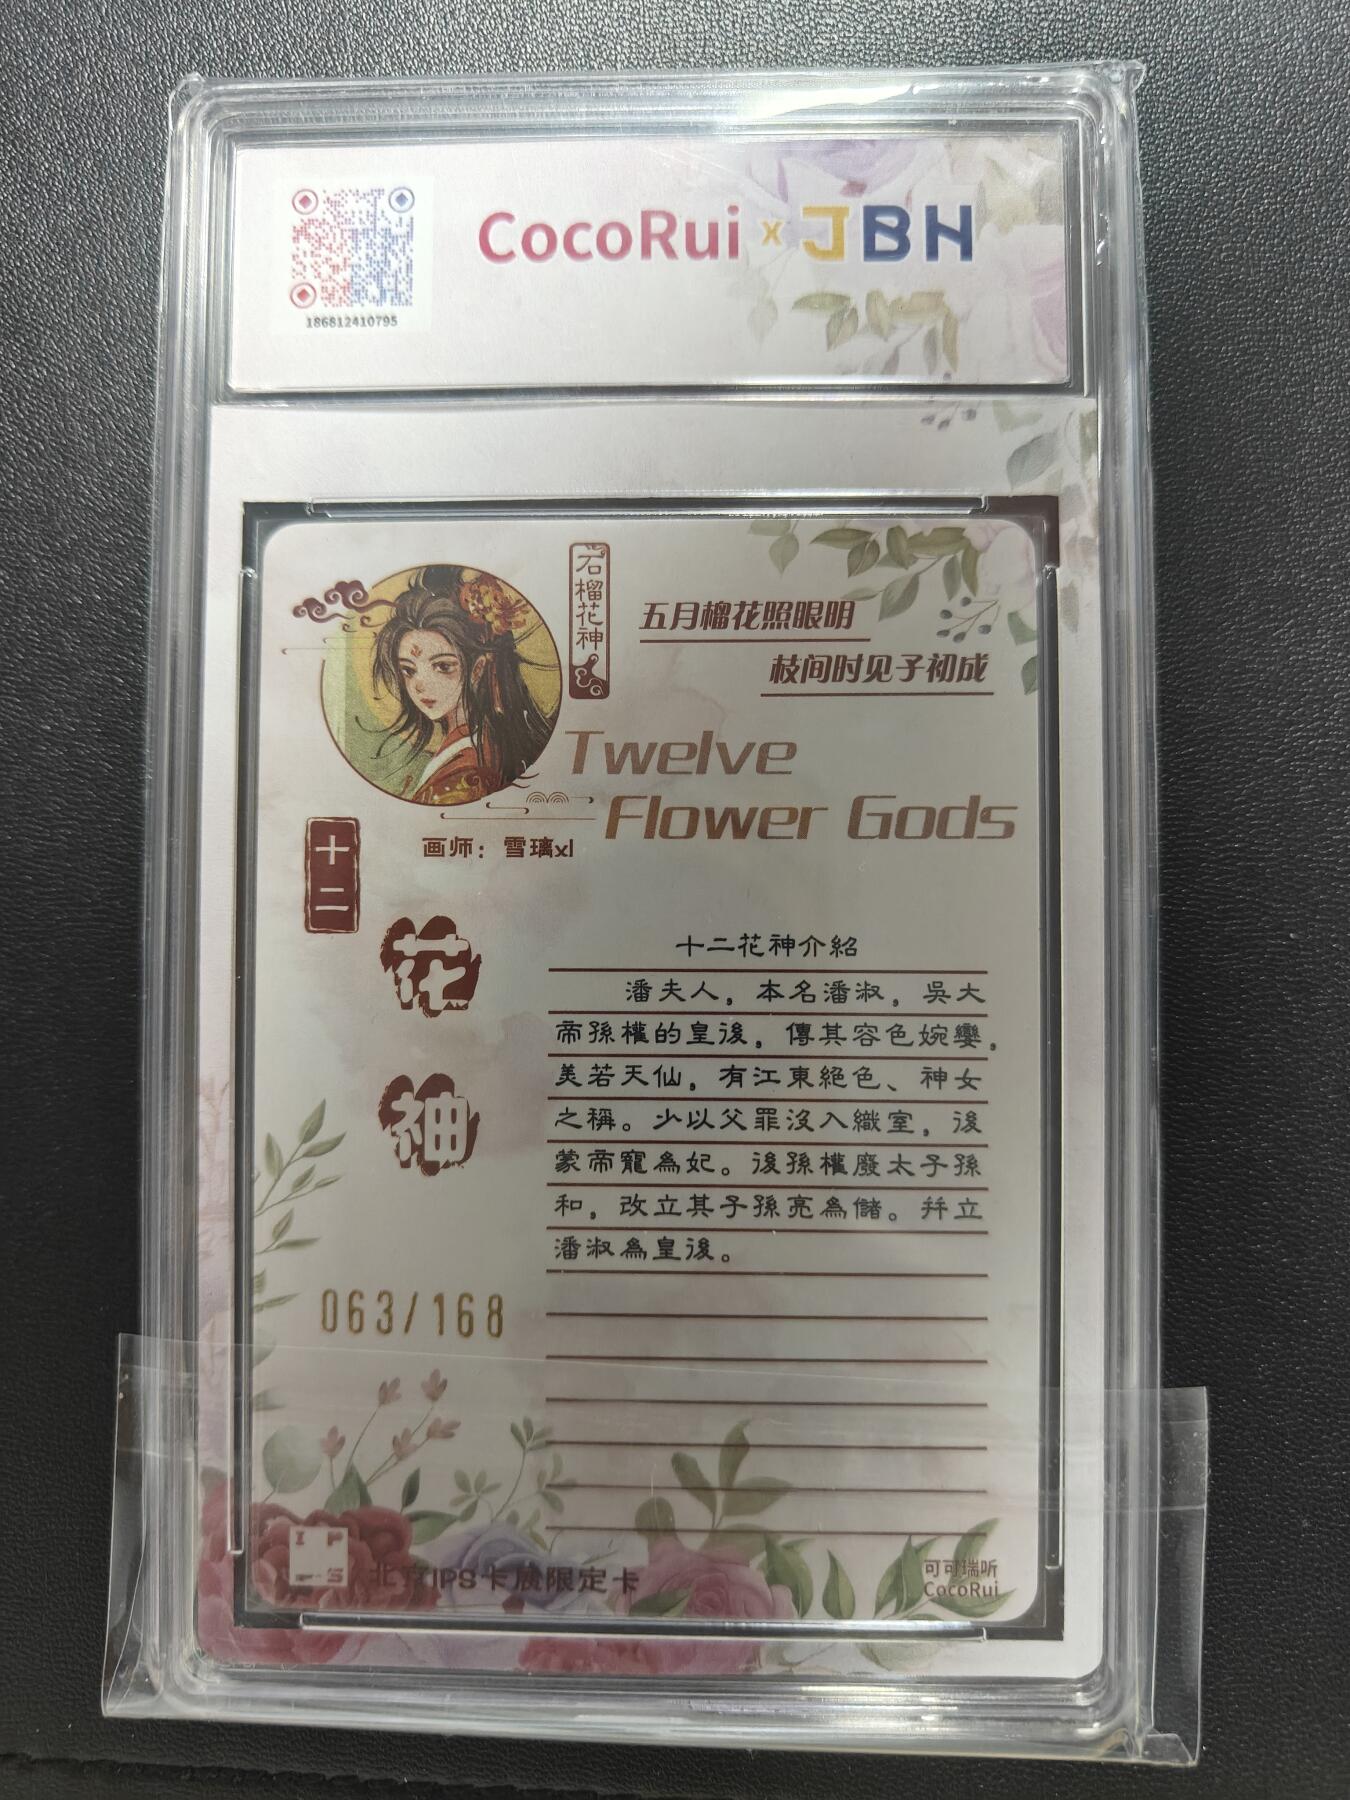 CocoRui x JBH
186812410795
石榴花神
五月榴花照眼明
枝间时见子初成
Twelve
Flower Gods
画师：雪璃xl
十二
花神
十二花神介紹
潘夫人，本名潘淑，吳大
帝孫權的皇後，傳其容色婉孌，
美若天仙，有江東絕色、神女
之稱。少以父罪沒入織室，後
蒙帝寵為妃。後孫權廢太子孫
和，改立其子孫亮為儲。并立
潘淑為皇後。
063/168
IPS
北京IPS卡展限定卡
可可瑞听
CocoRui